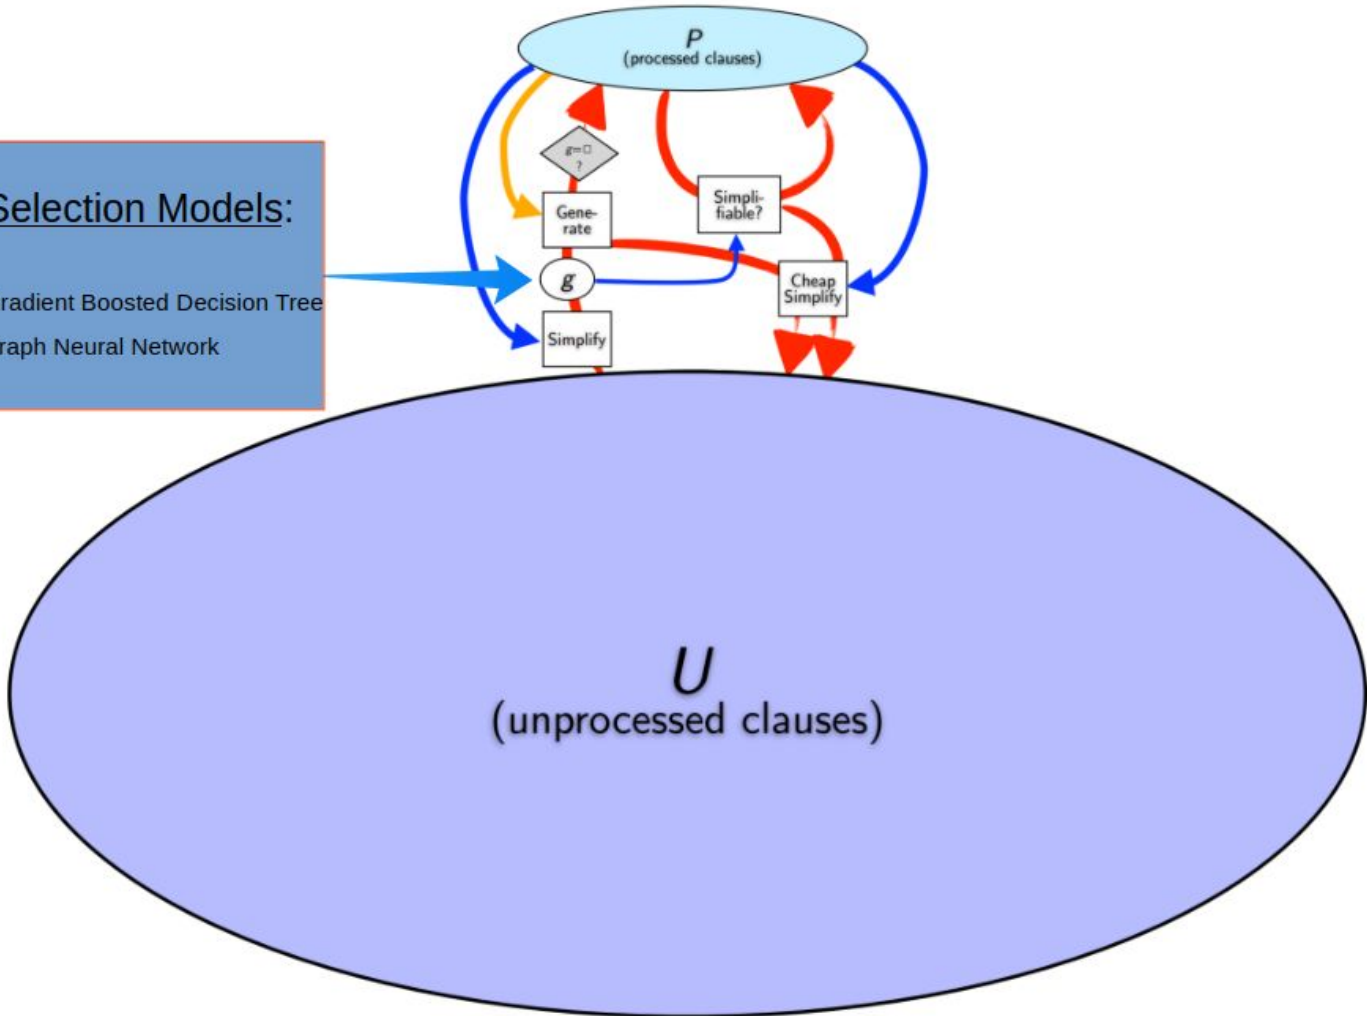 P
(processed clauses)
g=□
?
Gene-
rate
Simpli-
fiable?
g
Cheap
Simplify
Simplify
Selection Models:
radient Boosted Decision Tree
raph Neural Network
U
(unprocessed clauses)